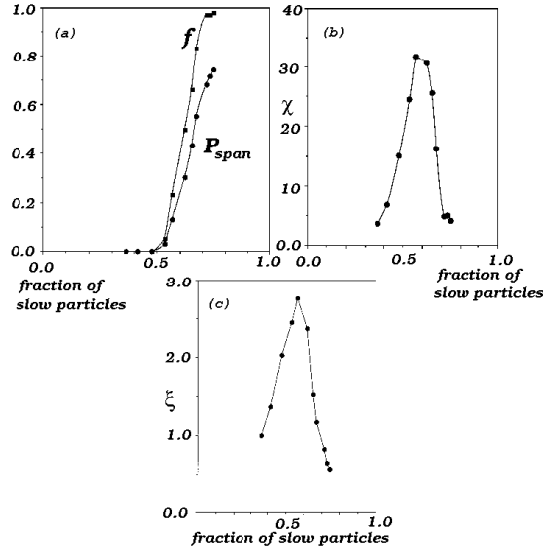 (a)
f
P span
1.0
0.8
0.6
0.4
0.2
0.0
0.0
0.5
1.0
fraction of
slow particles
(b)
χ
40
30
20
10
0.0
0.0
0.5
1.0
fraction of
slow particles
(c)
ξ
3.0
2.0
1.0
0.0
0.5
1.0
fraction of slow particles